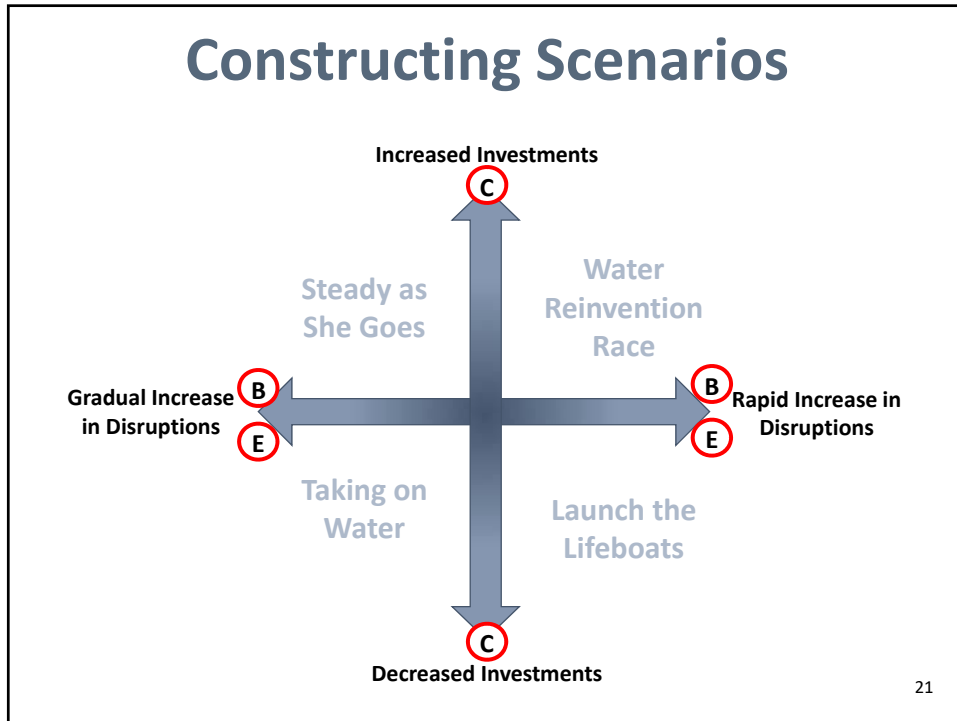 Constructing Scenarios
Increased Investments
C
Steady as
She Goes
Water
Reinvention
Race
Gradual Increase
in Disruptions
B
E
B
E
Rapid Increase in
Disruptions
Taking on
Water
Launch the
Lifeboats
C
Decreased Investments
21